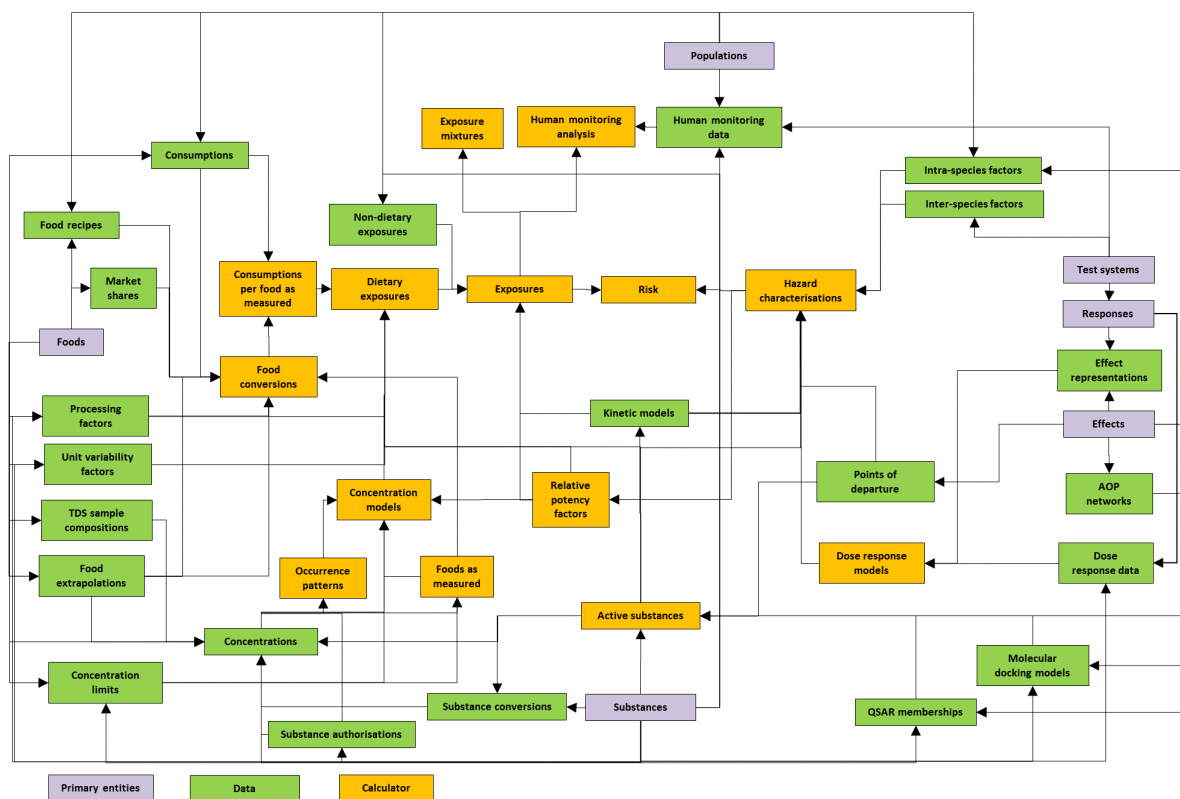 Populations
Exposure
mixtures
Human monitoring
analysis
Human monitoring
data
Consumptions
Intra-species factors
Inter-species factors
Food recipes
Non-dietary
exposures
Market
shares
Consumptions
per food as
measured
Dietary
exposures
Exposures
Risk
Hazard
characterisations
Test systems
Responses
Foods
Food
conversions
Effect
representations
Processing
factors
Kinetic models
Effects
Unit variability
factors
Concentration
models
Relative
potency
factors
Points of
departure
AOP
networks
TDS sample
compositions
Food
extrapolations
Occurrence
patterns
Foods as
measured
Dose response
models
Dose
response data
Concentrations
Active substances
Molecular
docking models
Concentration
limits
Substance conversions
Substances
QSAR memberships
Substance authorisations
Primary entities
Data
Calculator